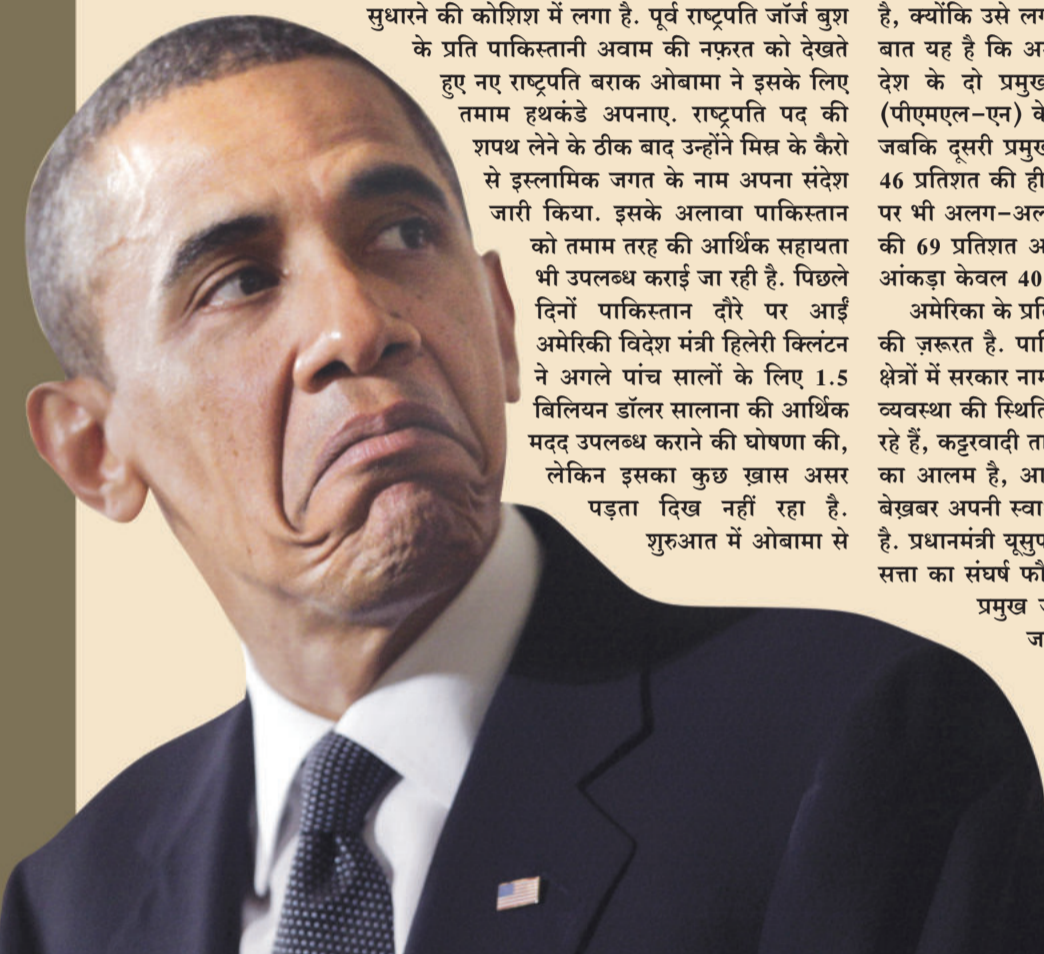 सुधारने की कोशिश में लगा है. पूर्व राष्ट्रपति जॉर्ज बुश
के प्रति पाकिस्तानी अवाम की नफ़रत को देखते
हुए नए राष्ट्रपति बराक ओबामा ने इसके लिए
तमाम हथकंडे अपनाए. राष्ट्रपति पद की
शपथ लेने के ठीक बाद उन्होंने मिस्र के कैरो
से इस्लामिक जगत के नाम अपना संदेश
जारी किया. इसके अलावा पाकिस्तान
को तमाम तरह की आर्थिक सहायता
भी उपलब्ध कराई जा रही है. पिछले
दिनों पाकिस्तान दौरे पर आईं
अमेरिकी विदेश मंत्री हिलेरी क्लिंटन
ने अगले पांच सालों के लिए 1.5
बिलियन डॉलर सालाना की आर्थिक
मदद उपलब्ध कराने की घोषणा की,
लेकिन इसका कुछ ख़ास असर
पड़ता दिख नहीं रहा है.
शुरुआत में ओबामा से
है, क्योंकि उसे
बात यह है कि
देश के दो प्रमुख
(पीएमएल-एन) के
जबकि दूसरी प्रमुख
46 प्रतिशत की ही
पर भी
की 69 प्रतिशत
आंकड़ा केवल 40
अमेरिका के
की ज़रूरत है.
क्षेत्रों में सरकार
व्यवस्था की स्थिति
रहे हैं, कट्टरवादी
का आलम है,
बेख़बर अपनी
है. प्रधानमंत्री
सत्ता का संघर्ष
प्रमुख